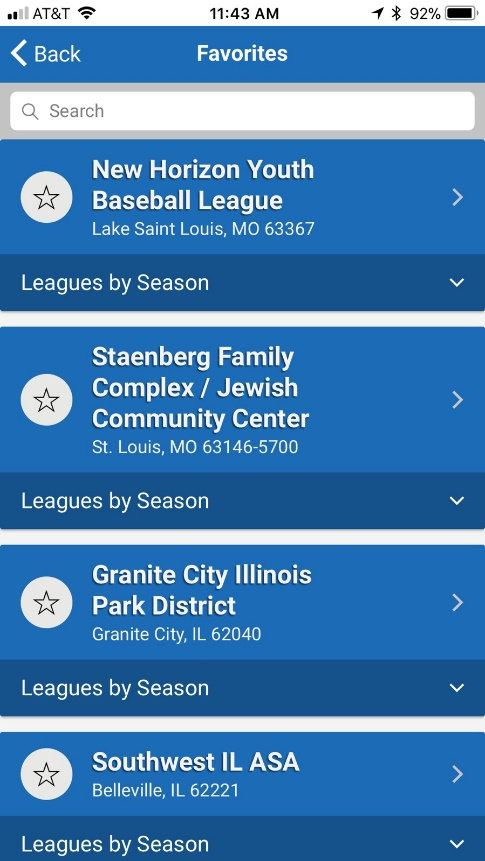 AT&T 11:43 AM 92%
Back Favorites
Search
New Horizon Youth
Baseball League
Lake Saint Louis, MO 63367
Leagues by Season
Staenberg Family
Complex / Jewish
Community Center
St. Louis, MO 63146-5700
Leagues by Season
Granite City Illinois
Park District
Granite City, IL 62040
Leagues by Season
Southwest IL ASA
Belleville, IL 62221
Leagues by Season